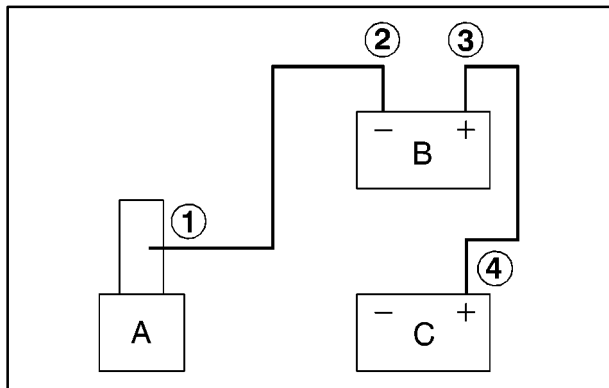 ② ③
− +
B
①
④
A
− +
C